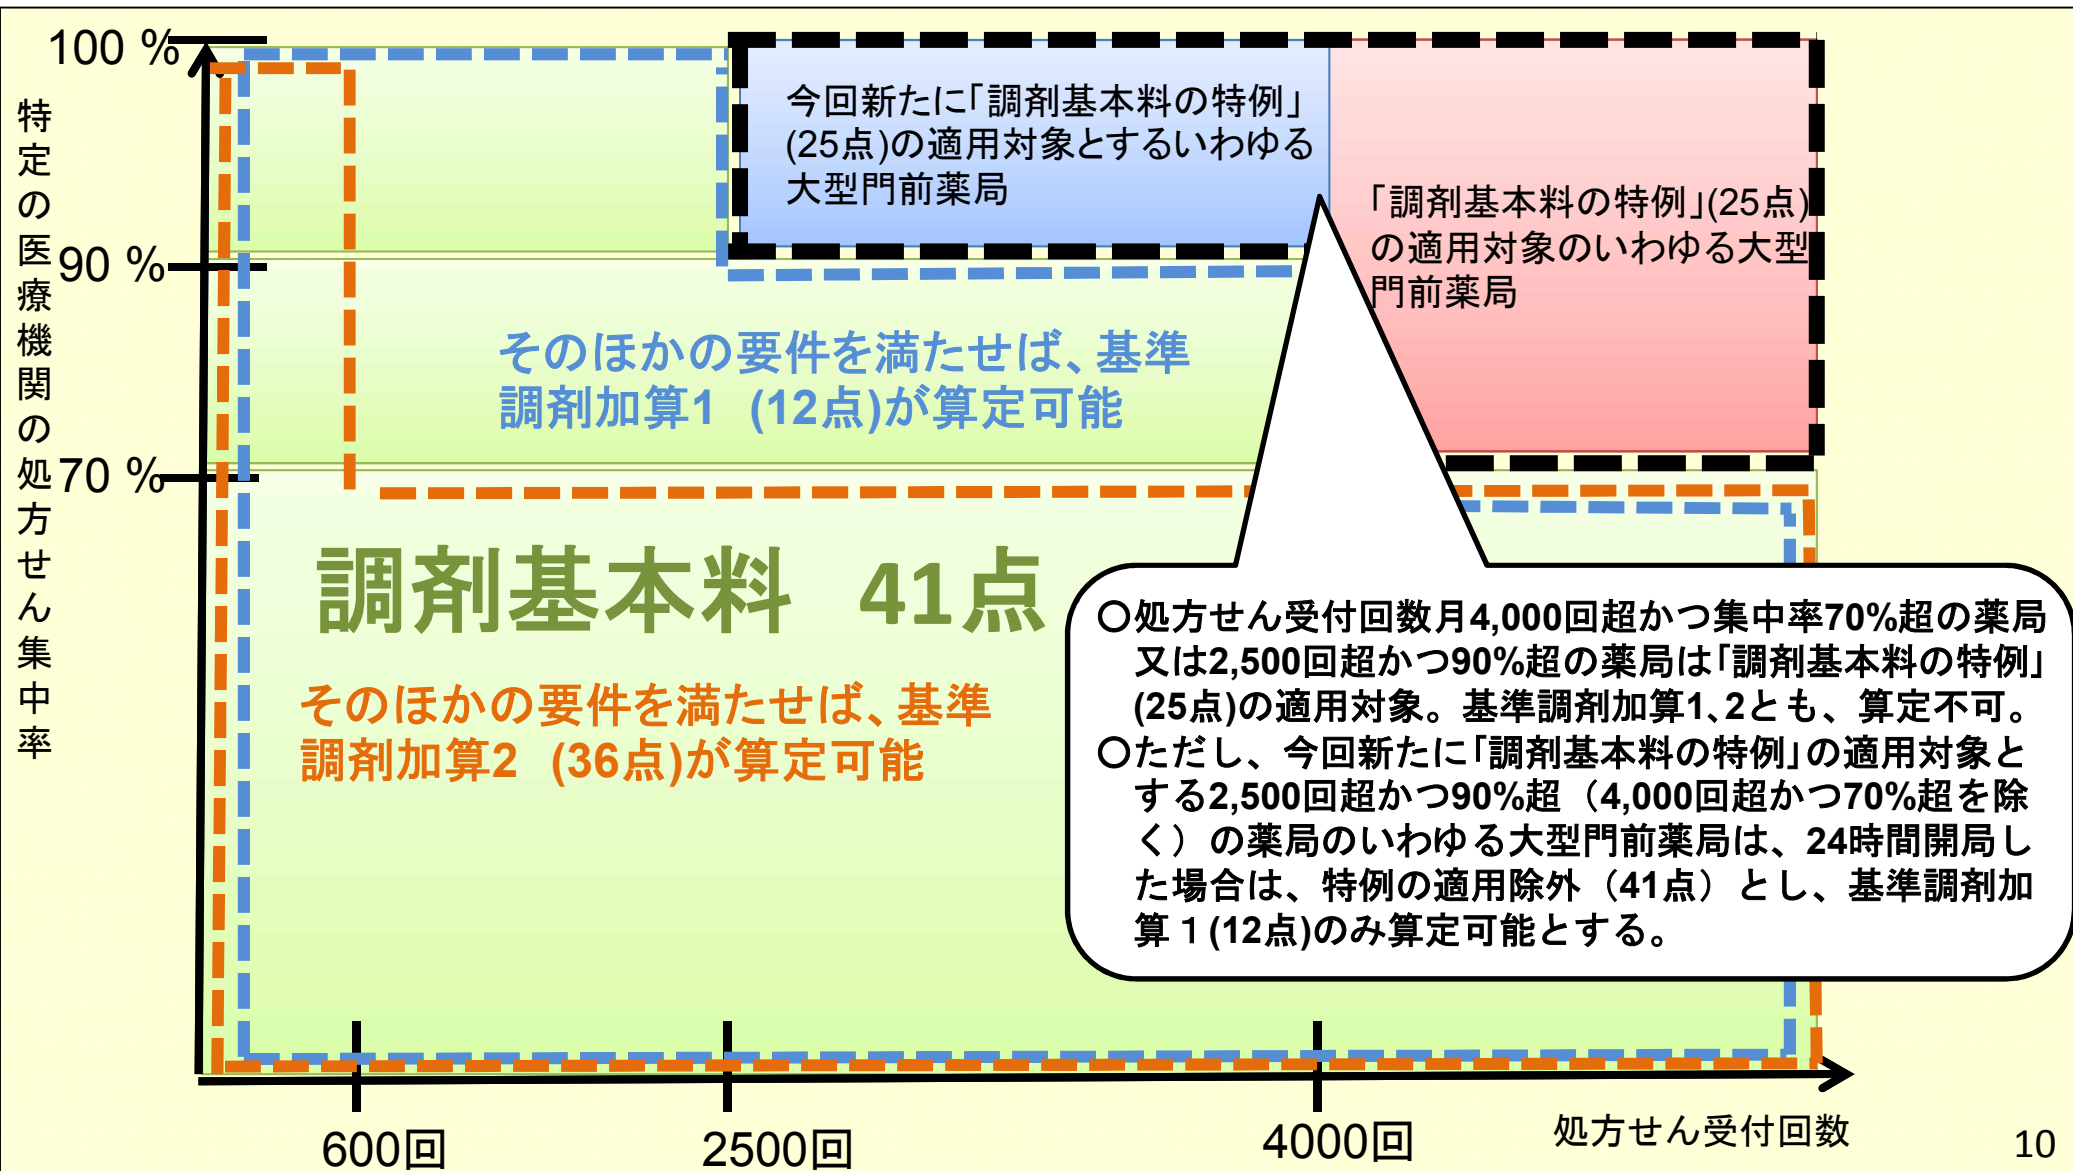 100 %
特定の医療機関の処方せん集中率
90 %
70 %
今回新たに｢調剤基本料の特例｣
(25点)の適用対象とするいわゆる
大型門前薬局
｢調剤基本料の特例｣(25点)
の適用対象のいわゆる大型
門前薬局
そのほかの要件を満たせば、基準
調剤加算1 (12点)が算定可能
調剤基本料 41点
そのほかの要件を満たせば、基準
調剤加算2 (36点)が算定可能
○処方せん受付回数月4,000回超かつ集中率70%超の薬局
又は2,500回超かつ90%超の薬局は｢調剤基本料の特例｣
(25点)の適用対象。基準調剤加算1､2とも、算定不可。
○ただし、今回新たに｢調剤基本料の特例｣の適用対象と
する2,500回超かつ90%超（4,000回超かつ70%超を除
く）の薬局のいわゆる大型門前薬局は、24時間開局し
た場合は、特例の適用除外（41点）とし、基準調剤加
算１(12点)のみ算定可能とする。
600回
2500回
4000回
処方せん受付回数
10